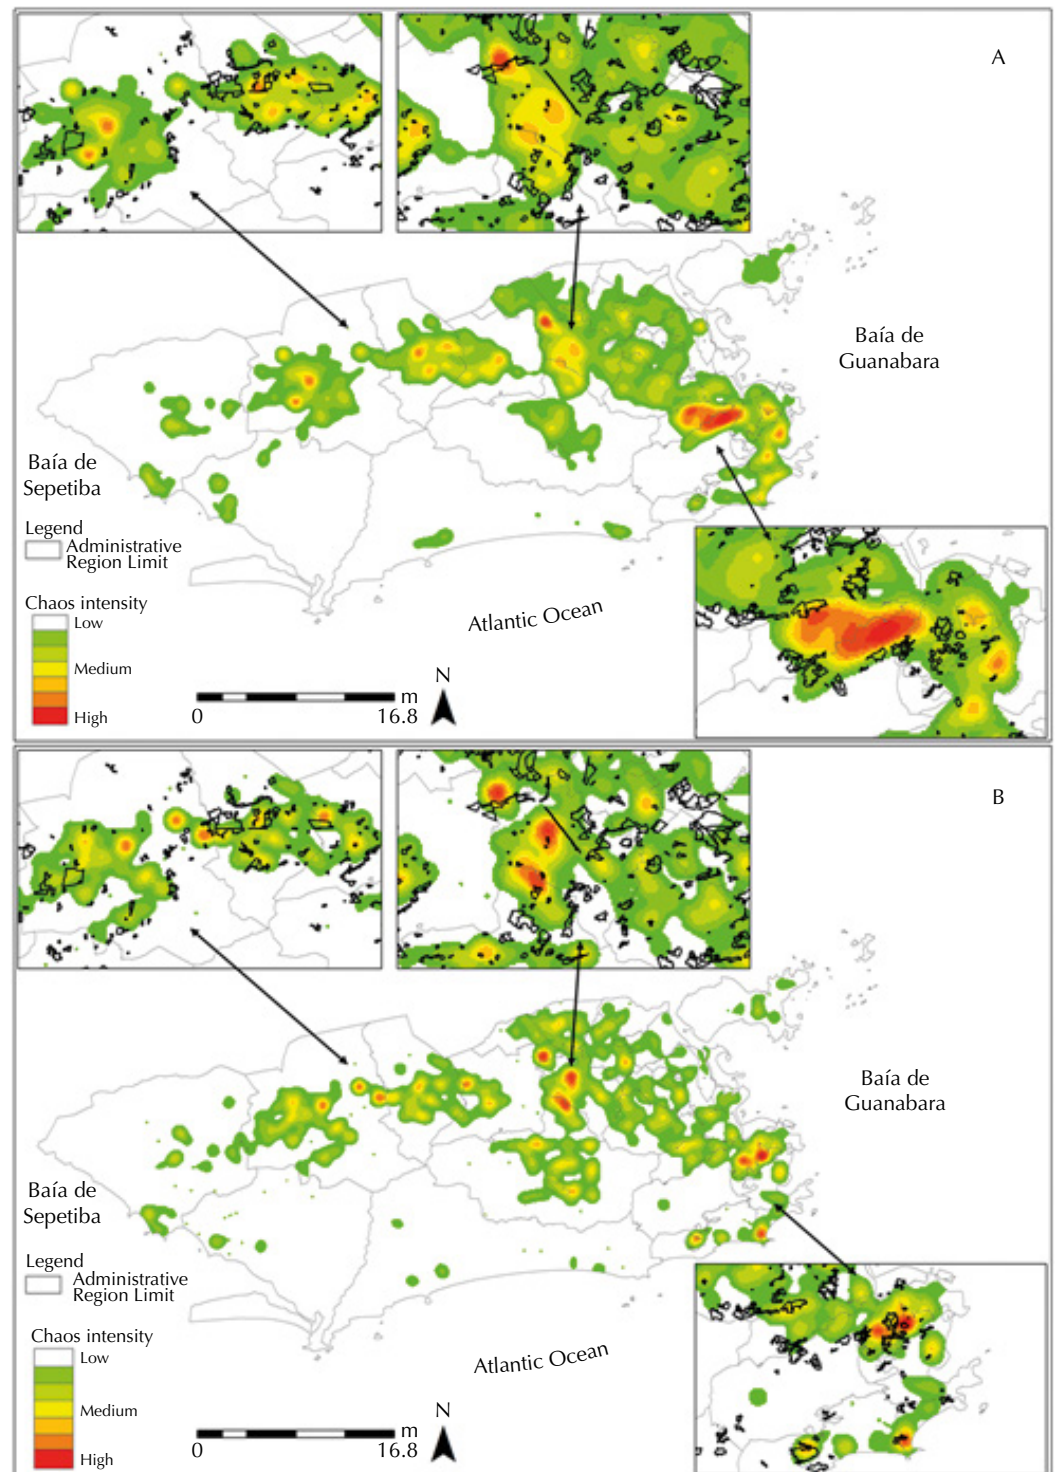 A
Baía de
Guanabara
Baía de
Sepetiba
Legend
Administrative
Region Limit
Chaos intensity
Low
Medium
High
Atlantic Ocean
N
m
0
16.8
B
Baía de
Guanabara
Baía de
Sepetiba
Legend
Administrative
Region Limit
Chaos intensity
Low
Medium
High
Atlantic Ocean
N
m
0
16.8